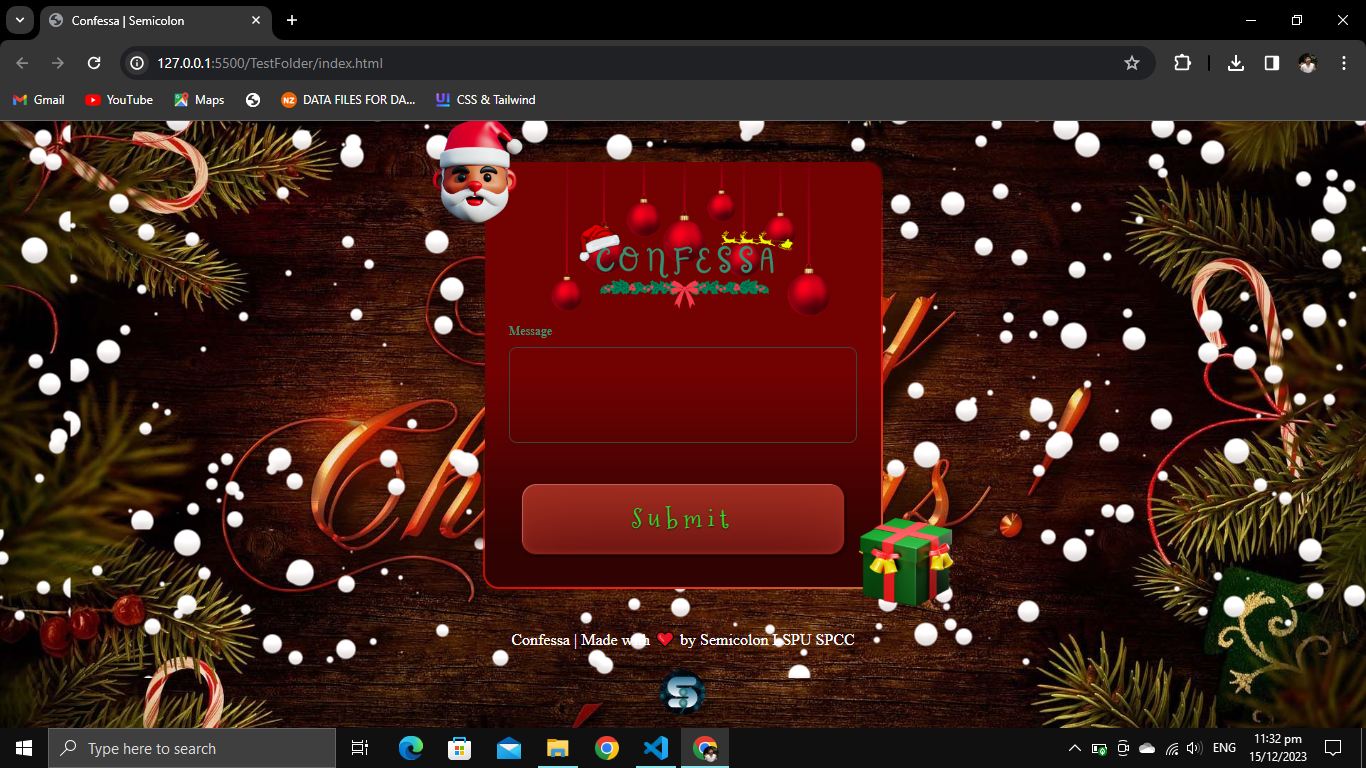 Confessa | Semicolon
127.0.0.1:5500/TestFolder/index.html
Gmail
YouTube
Maps
DATA FILES FOR DA...
CSS & Tailwind
CONFESSA
Message
Submit
Confessa | Made with ❤️ by Semicolon LSPU SPCC
Type here to search
ENG
11:32 pm
15/12/2023